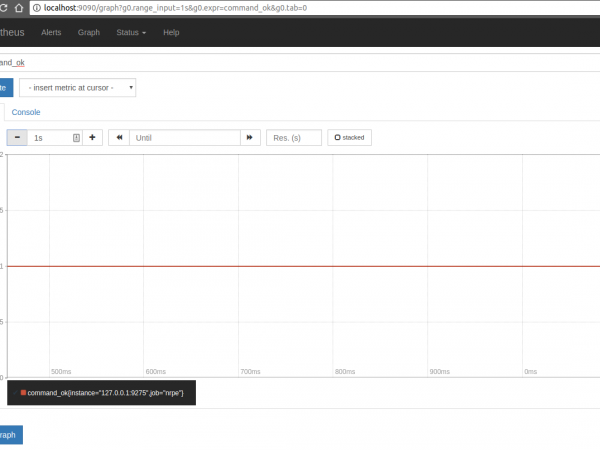 localhost:9090/graph?g0.range_input=1s&g0.expr=command_ok&g0.tab=0
theus Alerts Graph Status Help
and_ok
te - insert metric at cursor -
Console
1s Until Res. (s) stacked
2
5
1
5
0
500ms 600ms 700ms 800ms 900ms 0ms
command_ok{instance="127.0.0.1:9275",job="nrpe"}
raph